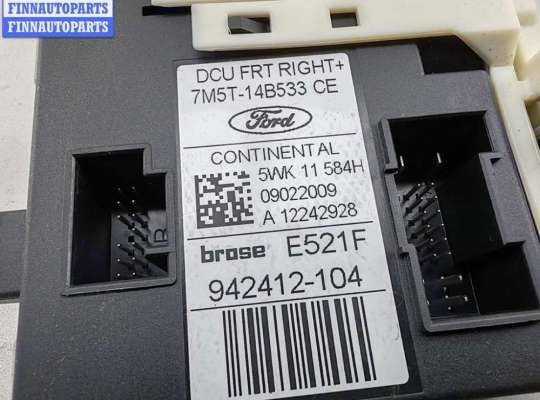 FINNAUTOPARTS
FINNAUTOPARTS
FINNAUTOPARTS
DCU FRT RIGHT+
7M5T-14B533 CE
Ford
CONTINENTAL
5WK 11 584H
09022009
A 12242928
brose E521F
942412-104